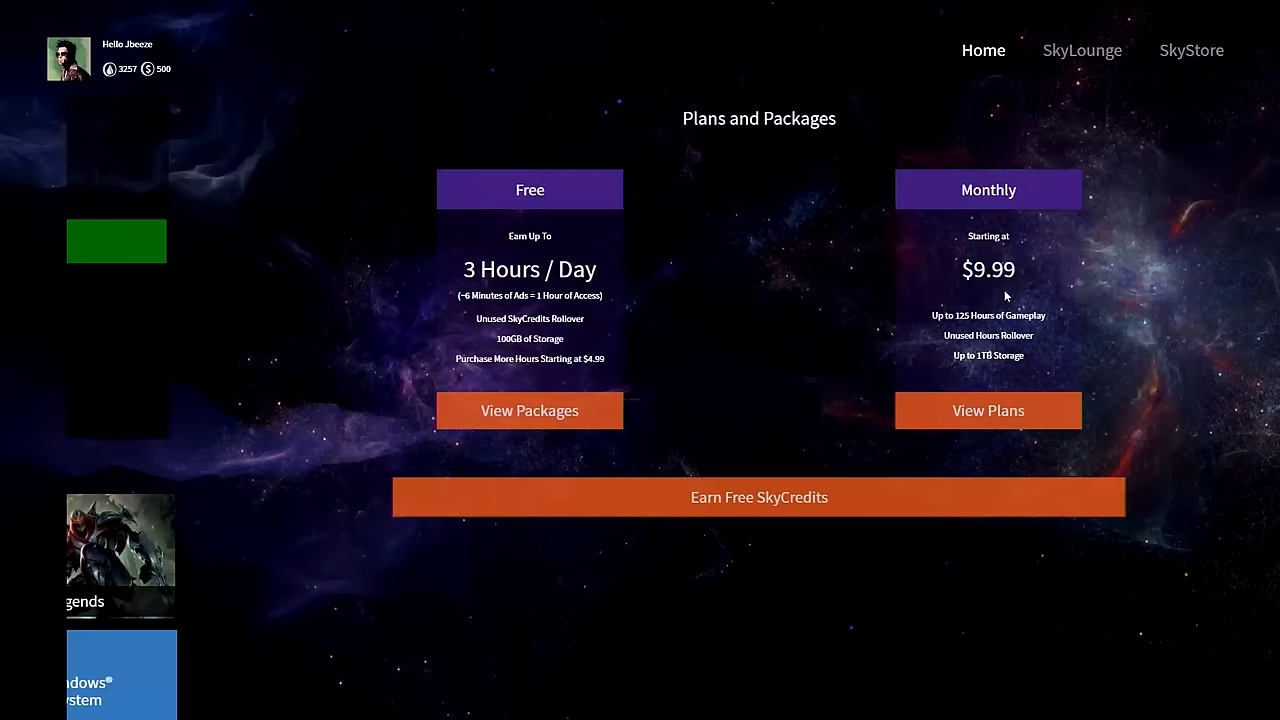 Hello Jbeeze
3257 500
Home SkyLounge SkyStore
Plans and Packages
Free
Earn Up To
3 Hours / Day
(~6 Minutes of Ads = 1 Hour of Access)
Unused SkyCredits Rollover
100GB of Storage
Purchase More Hours Starting at $4.99
View Packages
Monthly
Starting at
$9.99
Up to 125 Hours of Gameplay
Unused Hours Rollover
Up to 1TB Storage
View Plans
Earn Free SkyCredits
gends
ndows®
ystem